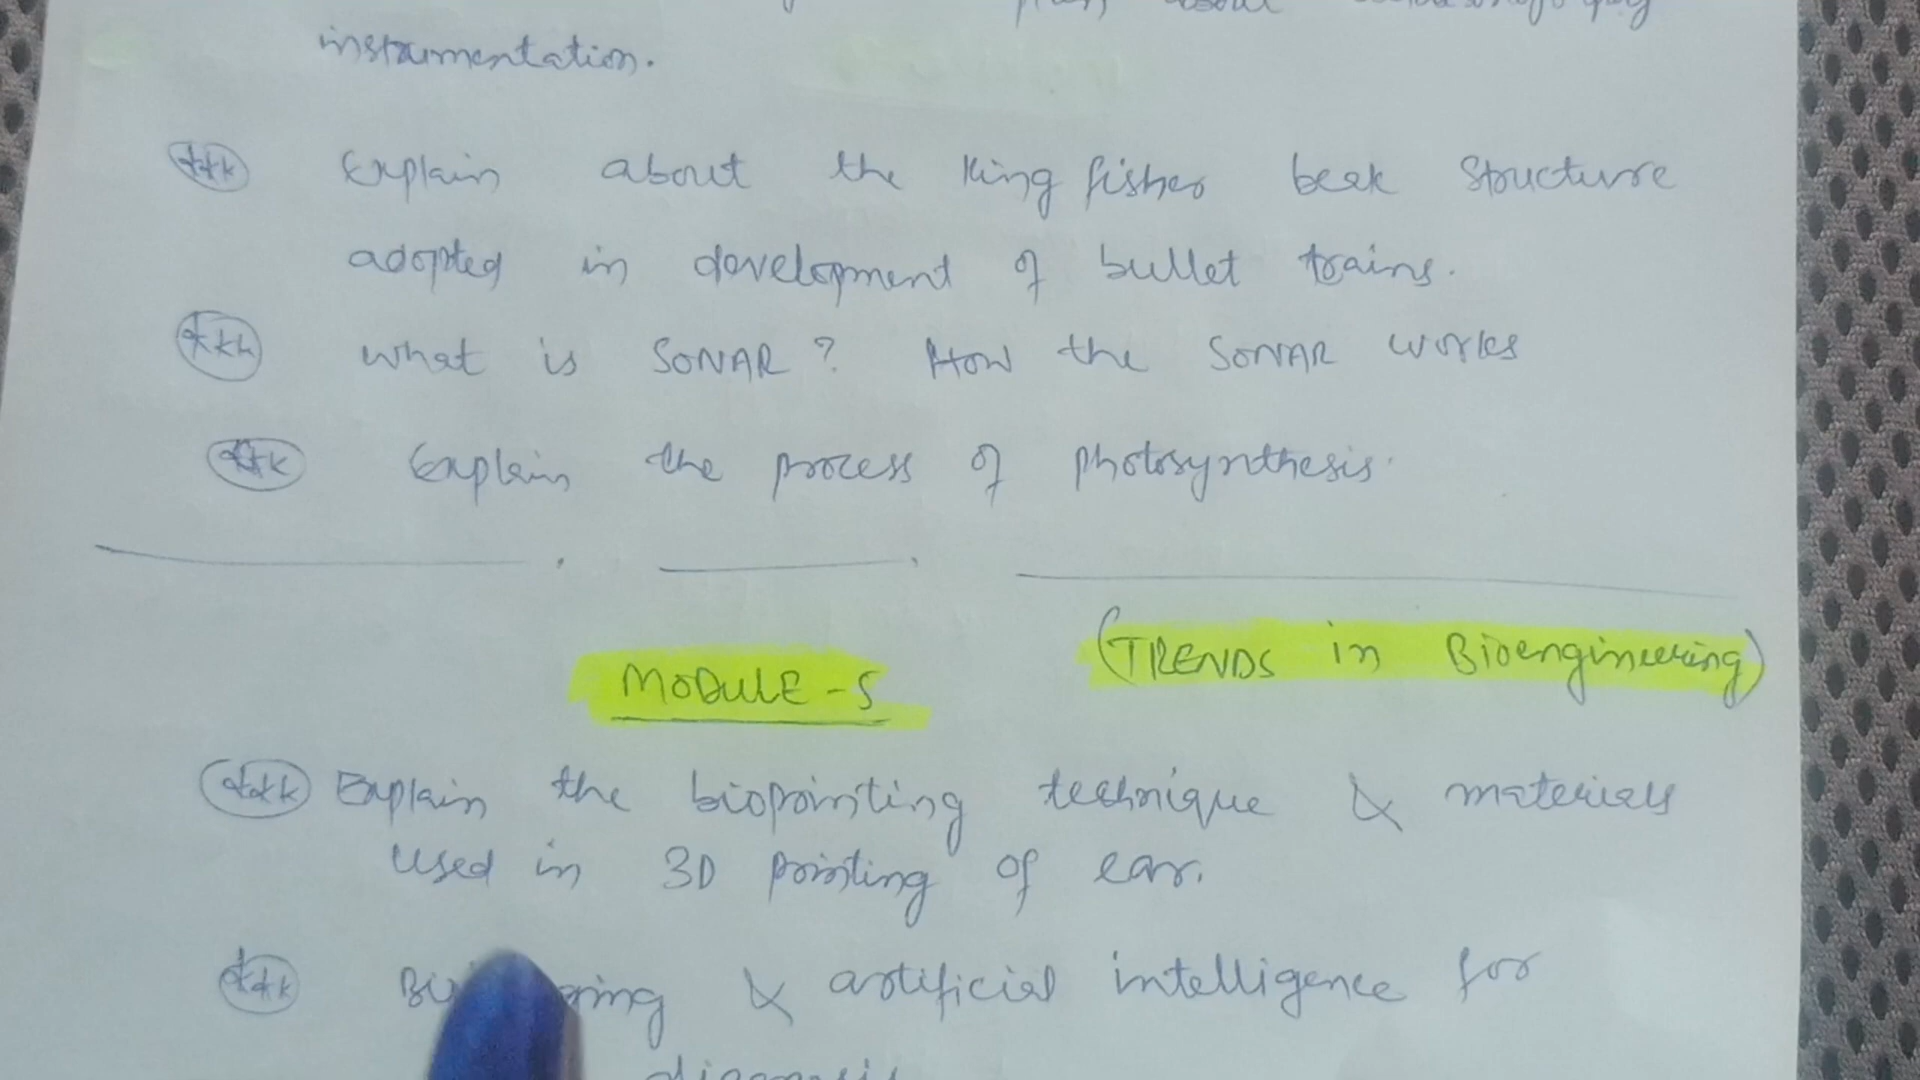 about
instrumentation.
*** Explain about the King fisher beak structure
adopted in development of bullet trains.
*** what is SONAR? How the SONAR works
*** Explain the process of photosynthesis.
MODULE-5 (TRENDS in Bioengineering)
*** Explain the bioprinting technique & materials
used in 3D printing of ear.
*** & artificial intelligence for
diagnosis